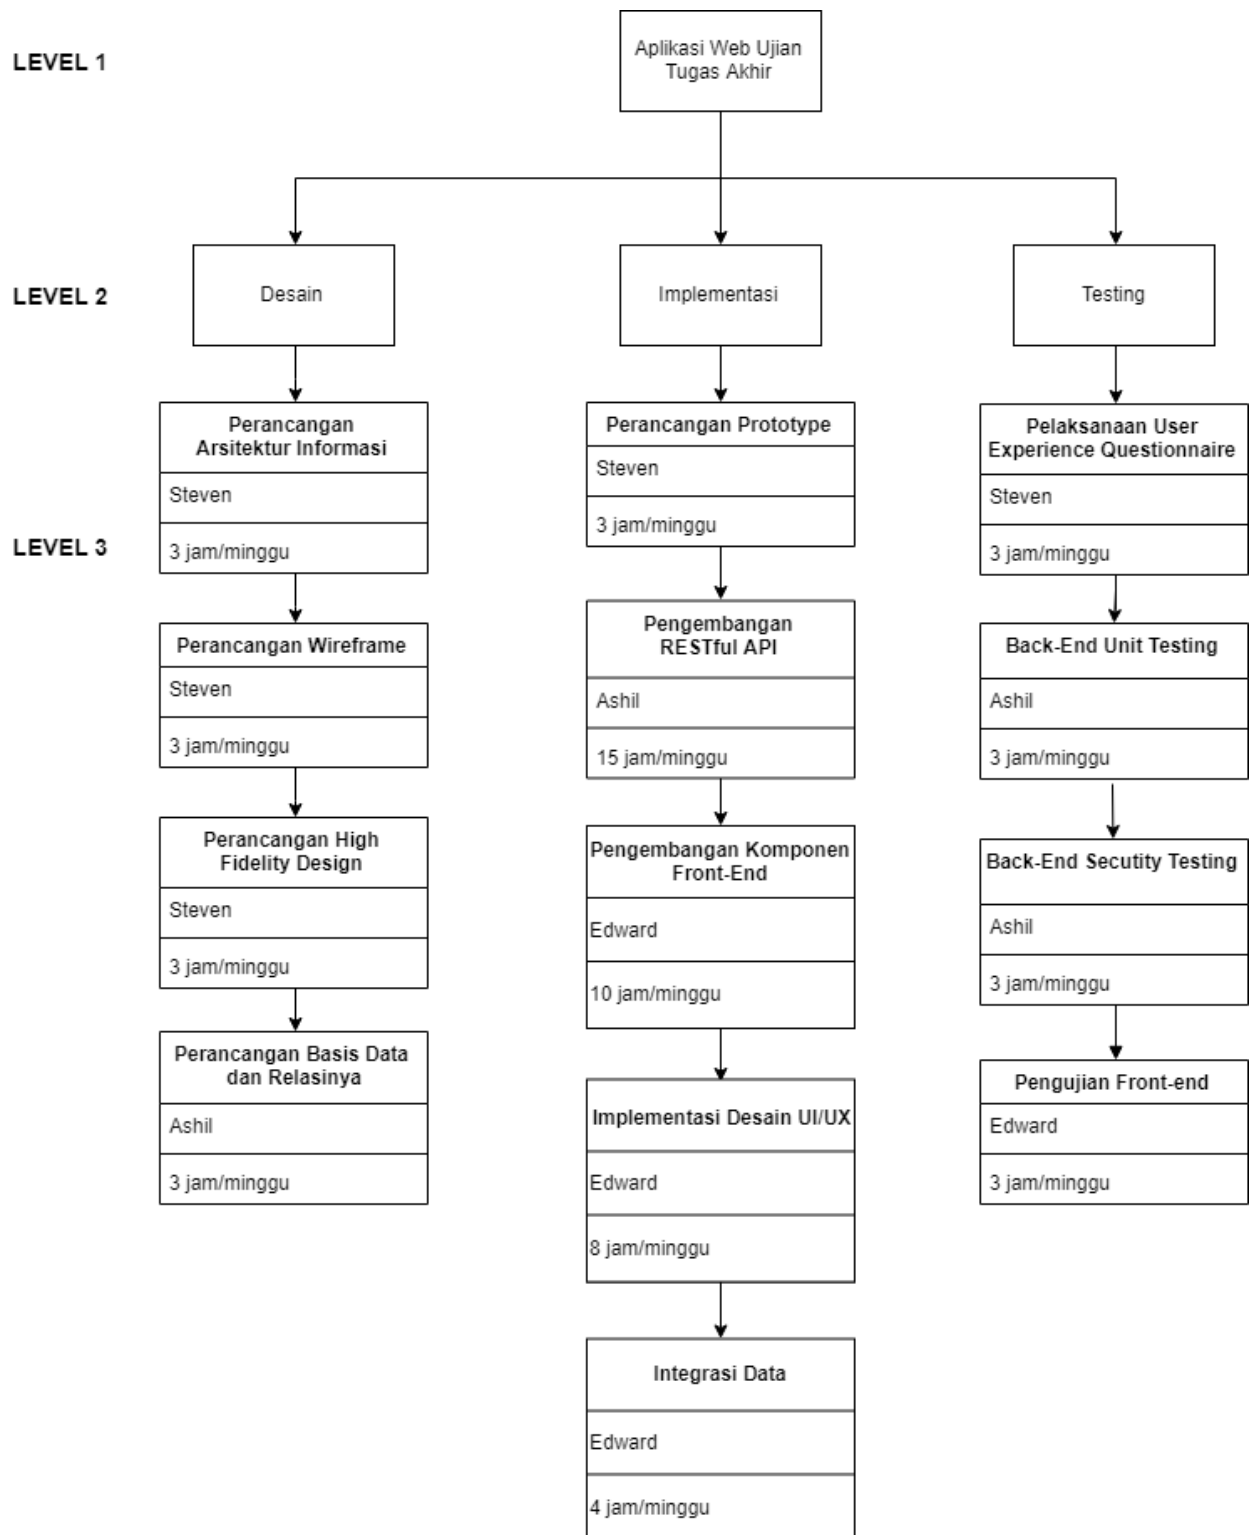 LEVEL 1
Aplikasi Web Ujian
Tugas Akhir
LEVEL 2
Desain
Implementasi
Testing
LEVEL 3
Perancangan
Arsitektur Informasi
Steven
3 jam/minggu
Perancangan Wireframe
Steven
3 jam/minggu
Perancangan High
Fidelity Design
Steven
3 jam/minggu
Perancangan Basis Data
dan Relasinya
Ashil
3 jam/minggu
Perancangan Prototype
Steven
3 jam/minggu
Pengembangan
RESTful API
Ashil
15 jam/minggu
Pengembangan Komponen
Front-End
Edward
10 jam/minggu
Implementasi Desain UI/UX
Edward
8 jam/minggu
Integrasi Data
Edward
4 jam/minggu
Pelaksanaan User
Experience Questionnaire
Steven
3 jam/minggu
Back-End Unit Testing
Ashil
3 jam/minggu
Back-End Secutity Testing
Ashil
3 jam/minggu
Pengujian Front-end
Edward
3 jam/minggu